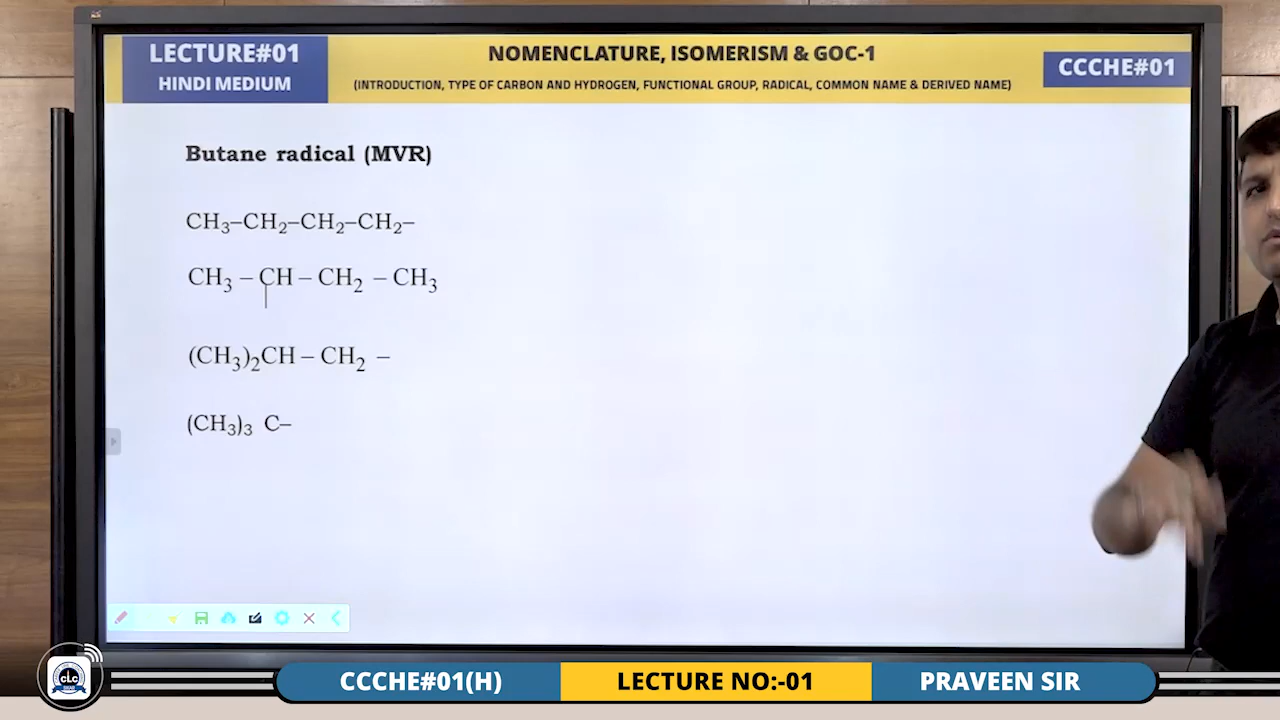 LECTURE#01
HINDI MEDIUM
NOMENCLATURE, ISOMERISM & GOC-1
(INTRODUCTION, TYPE OF CARBON AND HYDROGEN, FUNCTIONAL GROUP, RADICAL, COMMON NAME & DERIVED NAME)
CCCHE#01
Butane radical (MVR)
CH₃–CH₂–CH₂–CH₂–
CH₃ – CH – CH₂ – CH₃
|
(CH₃)₂CH – CH₂ –
(CH₃)₃ C–
CLC
CCCHE#01(H)
LECTURE NO:-01
PRAVEEN SIR